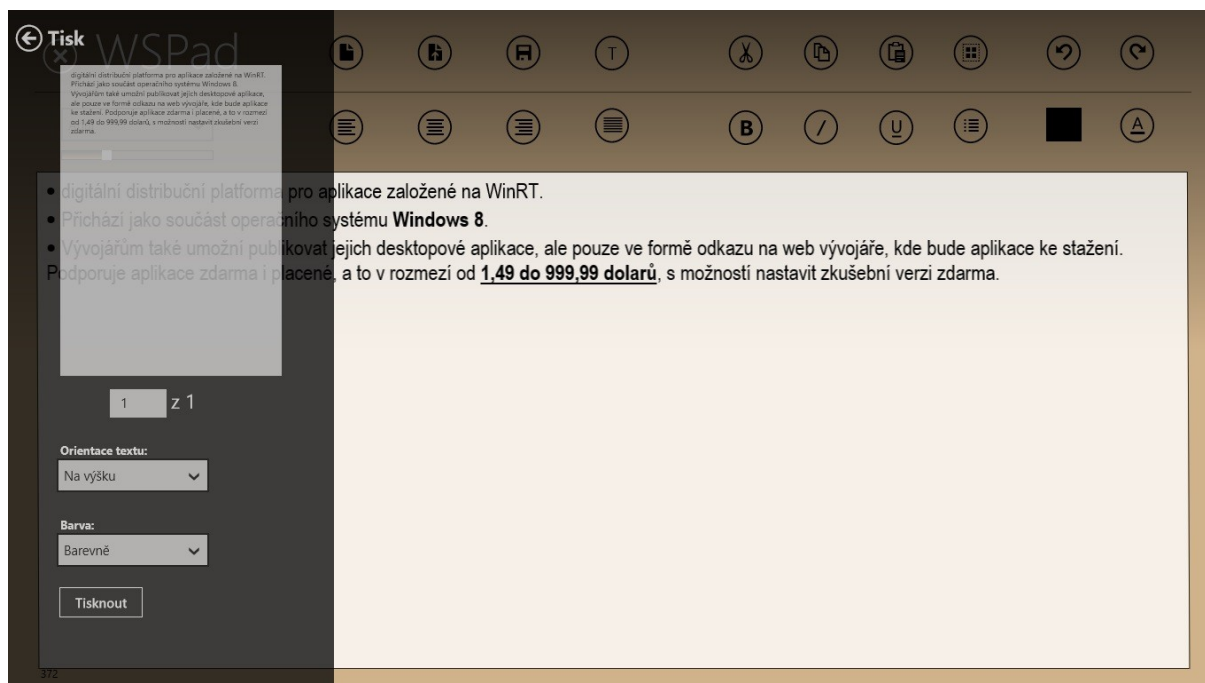 Tisk
WSPad
digitální distribuční platforma pro aplikace založené na WinRT.
Přichází jako součást operačního systému Windows 8.
Vývojářům také umožní publikovat jejich desktopové aplikace,
ale pouze ve formě odkazu na web vývojáře, kde bude aplikace
ke stažení. Podporuje aplikace zdarma i placené, a to v rozmezí
od 1,49 do 999,99 dolarů, s možností nastavit zkušební verzi
zdarma.
T
B / U A
• digitální distribuční platforma pro aplikace založené na WinRT.
• Přichází jako součást operačního systému Windows 8.
• Vývojářům také umožní publikovat jejich desktopové aplikace, ale pouze ve formě odkazu na web vývojáře, kde bude aplikace ke stažení.
Podporuje aplikace zdarma i placené, a to v rozmezí od 1,49 do 999,99 dolarů, s možností nastavit zkušební verzi zdarma.
1 z 1
Orientace textu:
Na výšku
Barva:
Barevně
Tisknout
372